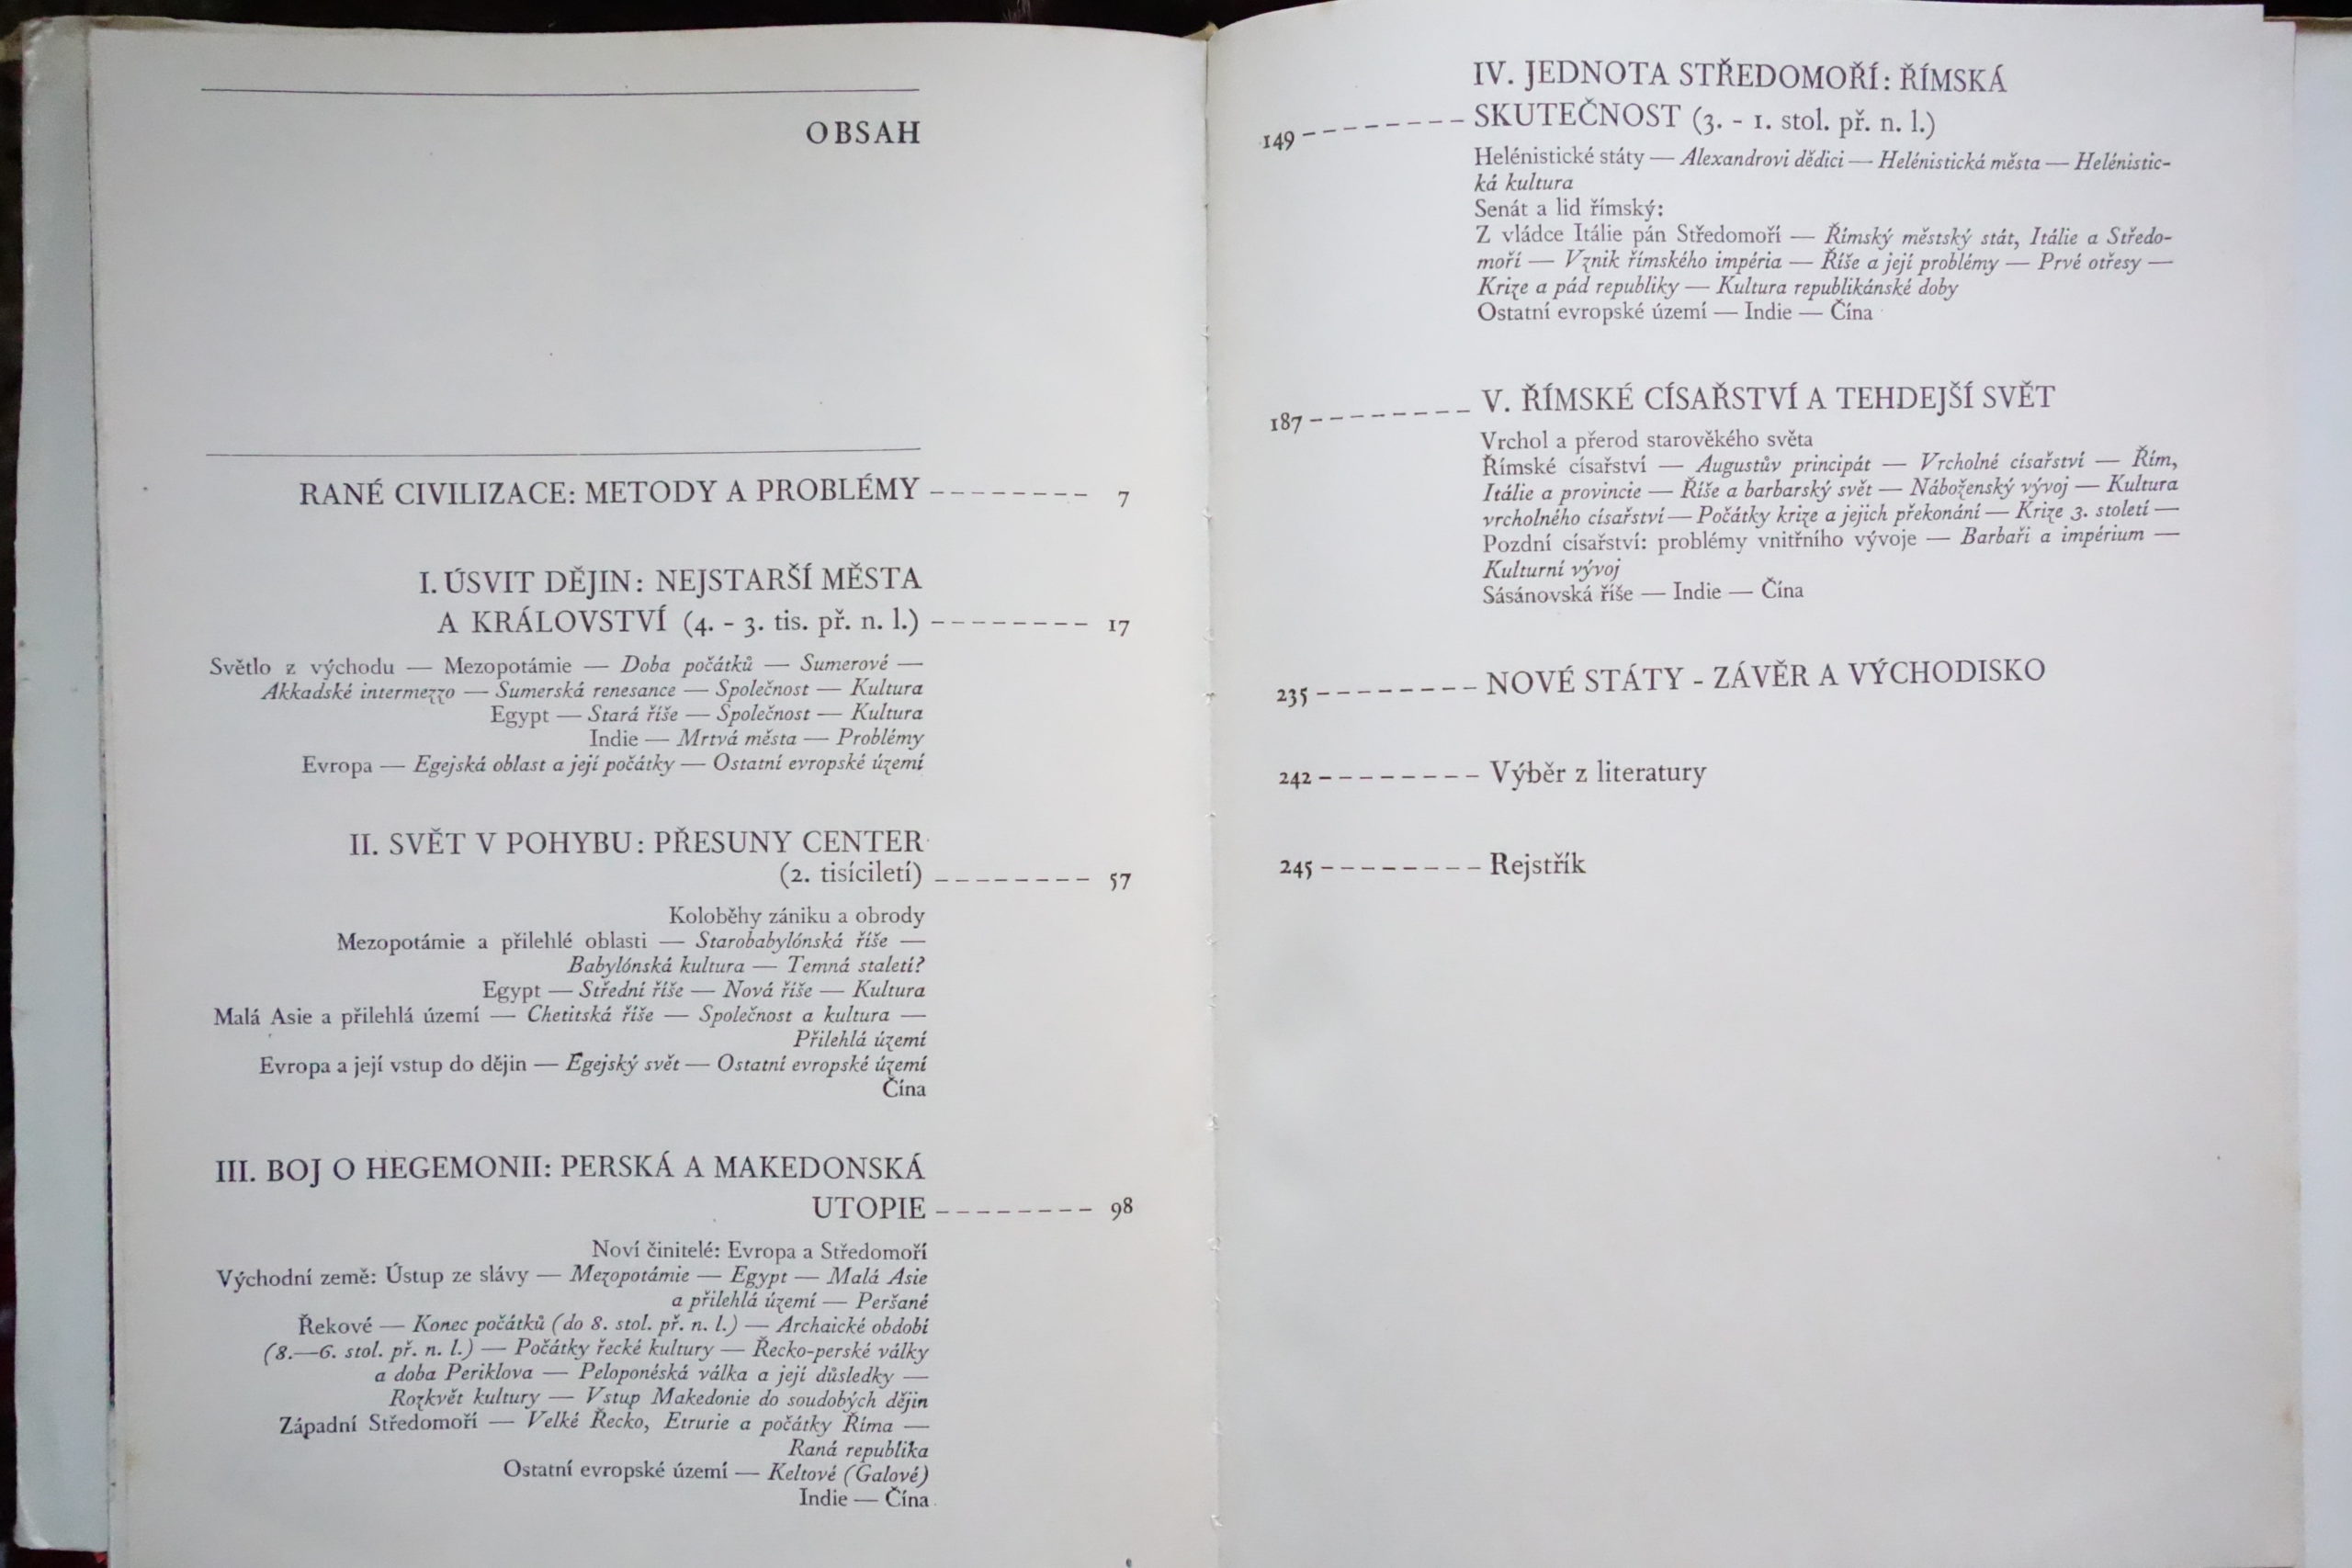 OBSAH
RANÉ CIVILIZACE: METODY A PROBLÉMY -------- 7
I. ÚSVIT DĚJIN: NEJSTARŠÍ MĚSTA
A KRÁLOVSTVÍ (4. - 3. tis. př. n. l.) -------- 17
Světlo z východu — Mezopotámie — Doba počátků — Sumerové —
Akkadské intermezzo — Sumerská renesance — Společnost — Kultura
Egypt — Stará říše — Společnost — Kultura
Indie — Mrtvá města — Problémy
Evropa — Egejská oblast a její počátky — Ostatní evropské území
II. SVĚT V POHYBU: PŘESUNY CENTER
(2. tisíciletí) -------- 57
Koloběhy zániku a obrody
Mezopotámie a přilehlé oblasti — Starobabylónská říše —
Babylónská kultura — Temná staletí?
Egypt — Střední říše — Nová říše — Kultura
Malá Asie a přilehlá území — Chetitská říše — Společnost a kultura —
Přilehlá území
Evropa a její vstup do dějin — Egejský svět — Ostatní evropské území
Čína
III. BOJ O HEGEMONII: PERSKÁ A MAKEDONSKÁ
UTOPIE -------- 98
Noví činitelé: Evropa a Středomoří
Východní země: Ústup ze slávy — Mezopotámie — Egypt — Malá Asie
a přilehlá území — Peršané
Řekové — Konec počátků (do 8. stol. př. n. l.) — Archaické období
(8.—6. stol. př. n. l.) — Počátky řecké kultury — Řecko-perské války
a doba Periklova — Peloponéská válka a její důsledky —
Rozkvět kultury — Vstup Makedonie do soudobých dějin
Západní Středomoří — Velké Řecko, Etrurie a počátky Říma —
Raná republika
Ostatní evropské území — Keltové (Galové)
Indie — Čína
IV. JEDNOTA STŘEDOMOŘÍ: ŘÍMSKÁ
149 -------- SKUTEČNOST (3. - 1. stol. př. n. l.)
Helénistické státy — Alexandrovi dědici — Helénistická města — Helénistic-
ká kultura
Senát a lid římský:
Z vládce Itálie pán Středomoří — Římský městský stát, Itálie a Středo-
moří — Vznik římského impéria — Říše a její problémy — Prvé otřesy —
Krize a pád republiky — Kultura republikánské doby
Ostatní evropské území — Indie — Čína
187 -------- V. ŘÍMSKÉ CÍSAŘSTVÍ A TEHDEJŠÍ SVĚT
Vrchol a přerod starověkého světa
Římské císařství — Augustův principát — Vrcholné císařství — Řím,
Itálie a provincie — Říše a barbarský svět — Náboženský vývoj — Kultura
vrcholného císařství — Počátky krize a jejich překonání — Krize 3. století —
Pozdní císařství: problémy vnitřního vývoje — Barbaři a impérium —
Kulturní vývoj
Sásánovská říše — Indie — Čína
235 -------- NOVÉ STÁTY - ZÁVĚR A VÝCHODISKO
242 -------- Výběr z literatury
245 -------- Rejstřík